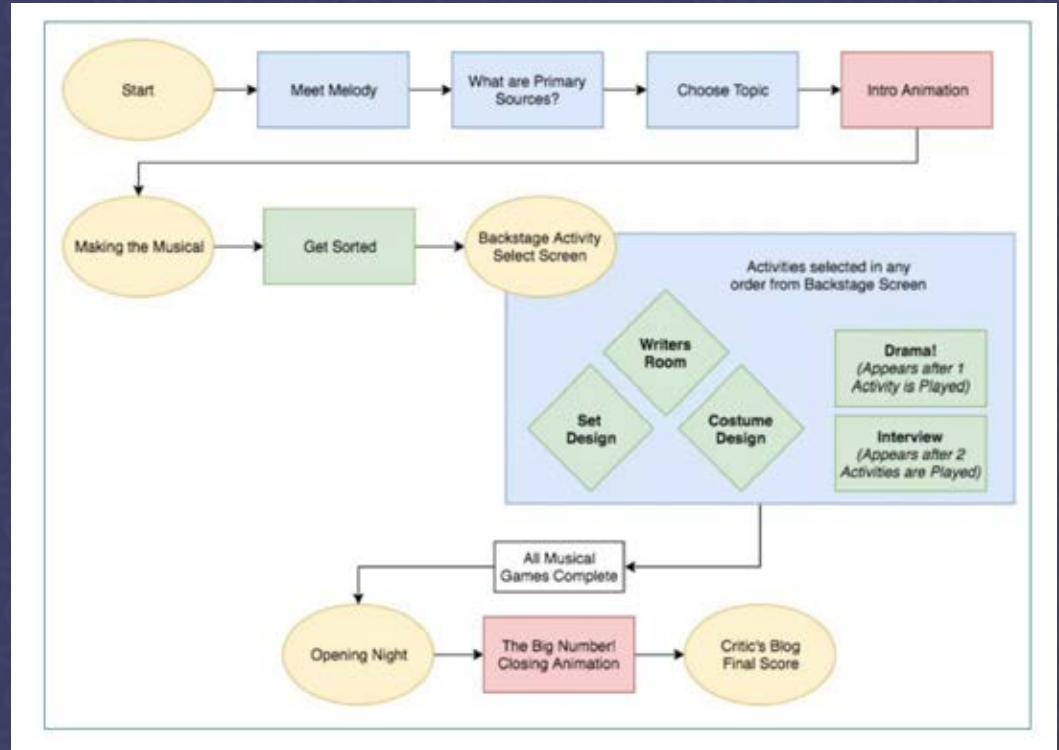 Start
Meet Melody
What are Primary
Sources?
Choose Topic
Intro Animation
Making the Musical
Get Sorted
Backstage Activity
Select Screen
Activities selected in any
order from Backstage Screen
Writers
Room
Set
Design
Costume
Design
Drama!
(Appears after 1
Activity is Played)
Interview
(Appears after 2
Activities are Played)
All Musical
Games Complete
Opening Night
The Big Number!
Closing Animation
Critic's Blog
Final Score